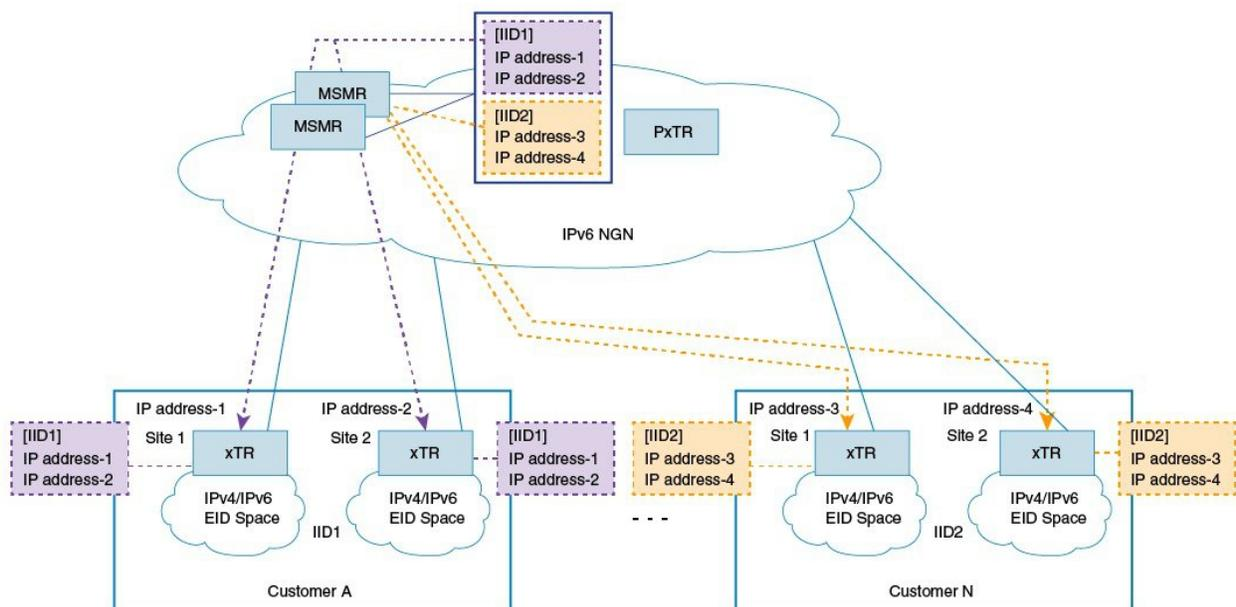 [IID1]
IP address-1
IP address-2
MSMR
MSMR
[IID2]
IP address-3
IP address-4
PxTR
IPv6 NGN
IP address-1
IP address-2
IP address-3
IP address-4
[IID1]
IP address-1
IP address-2
Site 1
xTR
Site 2
xTR
[IID1]
IP address-1
IP address-2
[IID2]
IP address-3
IP address-4
Site 1
xTR
Site 2
xTR
[IID2]
IP address-3
IP address-4
IPv4/IPv6
EID Space
IPv4/IPv6
EID Space
IID1
IPv4/IPv6
EID Space
IPv4/IPv6
EID Space
IID2
Customer A
Customer N